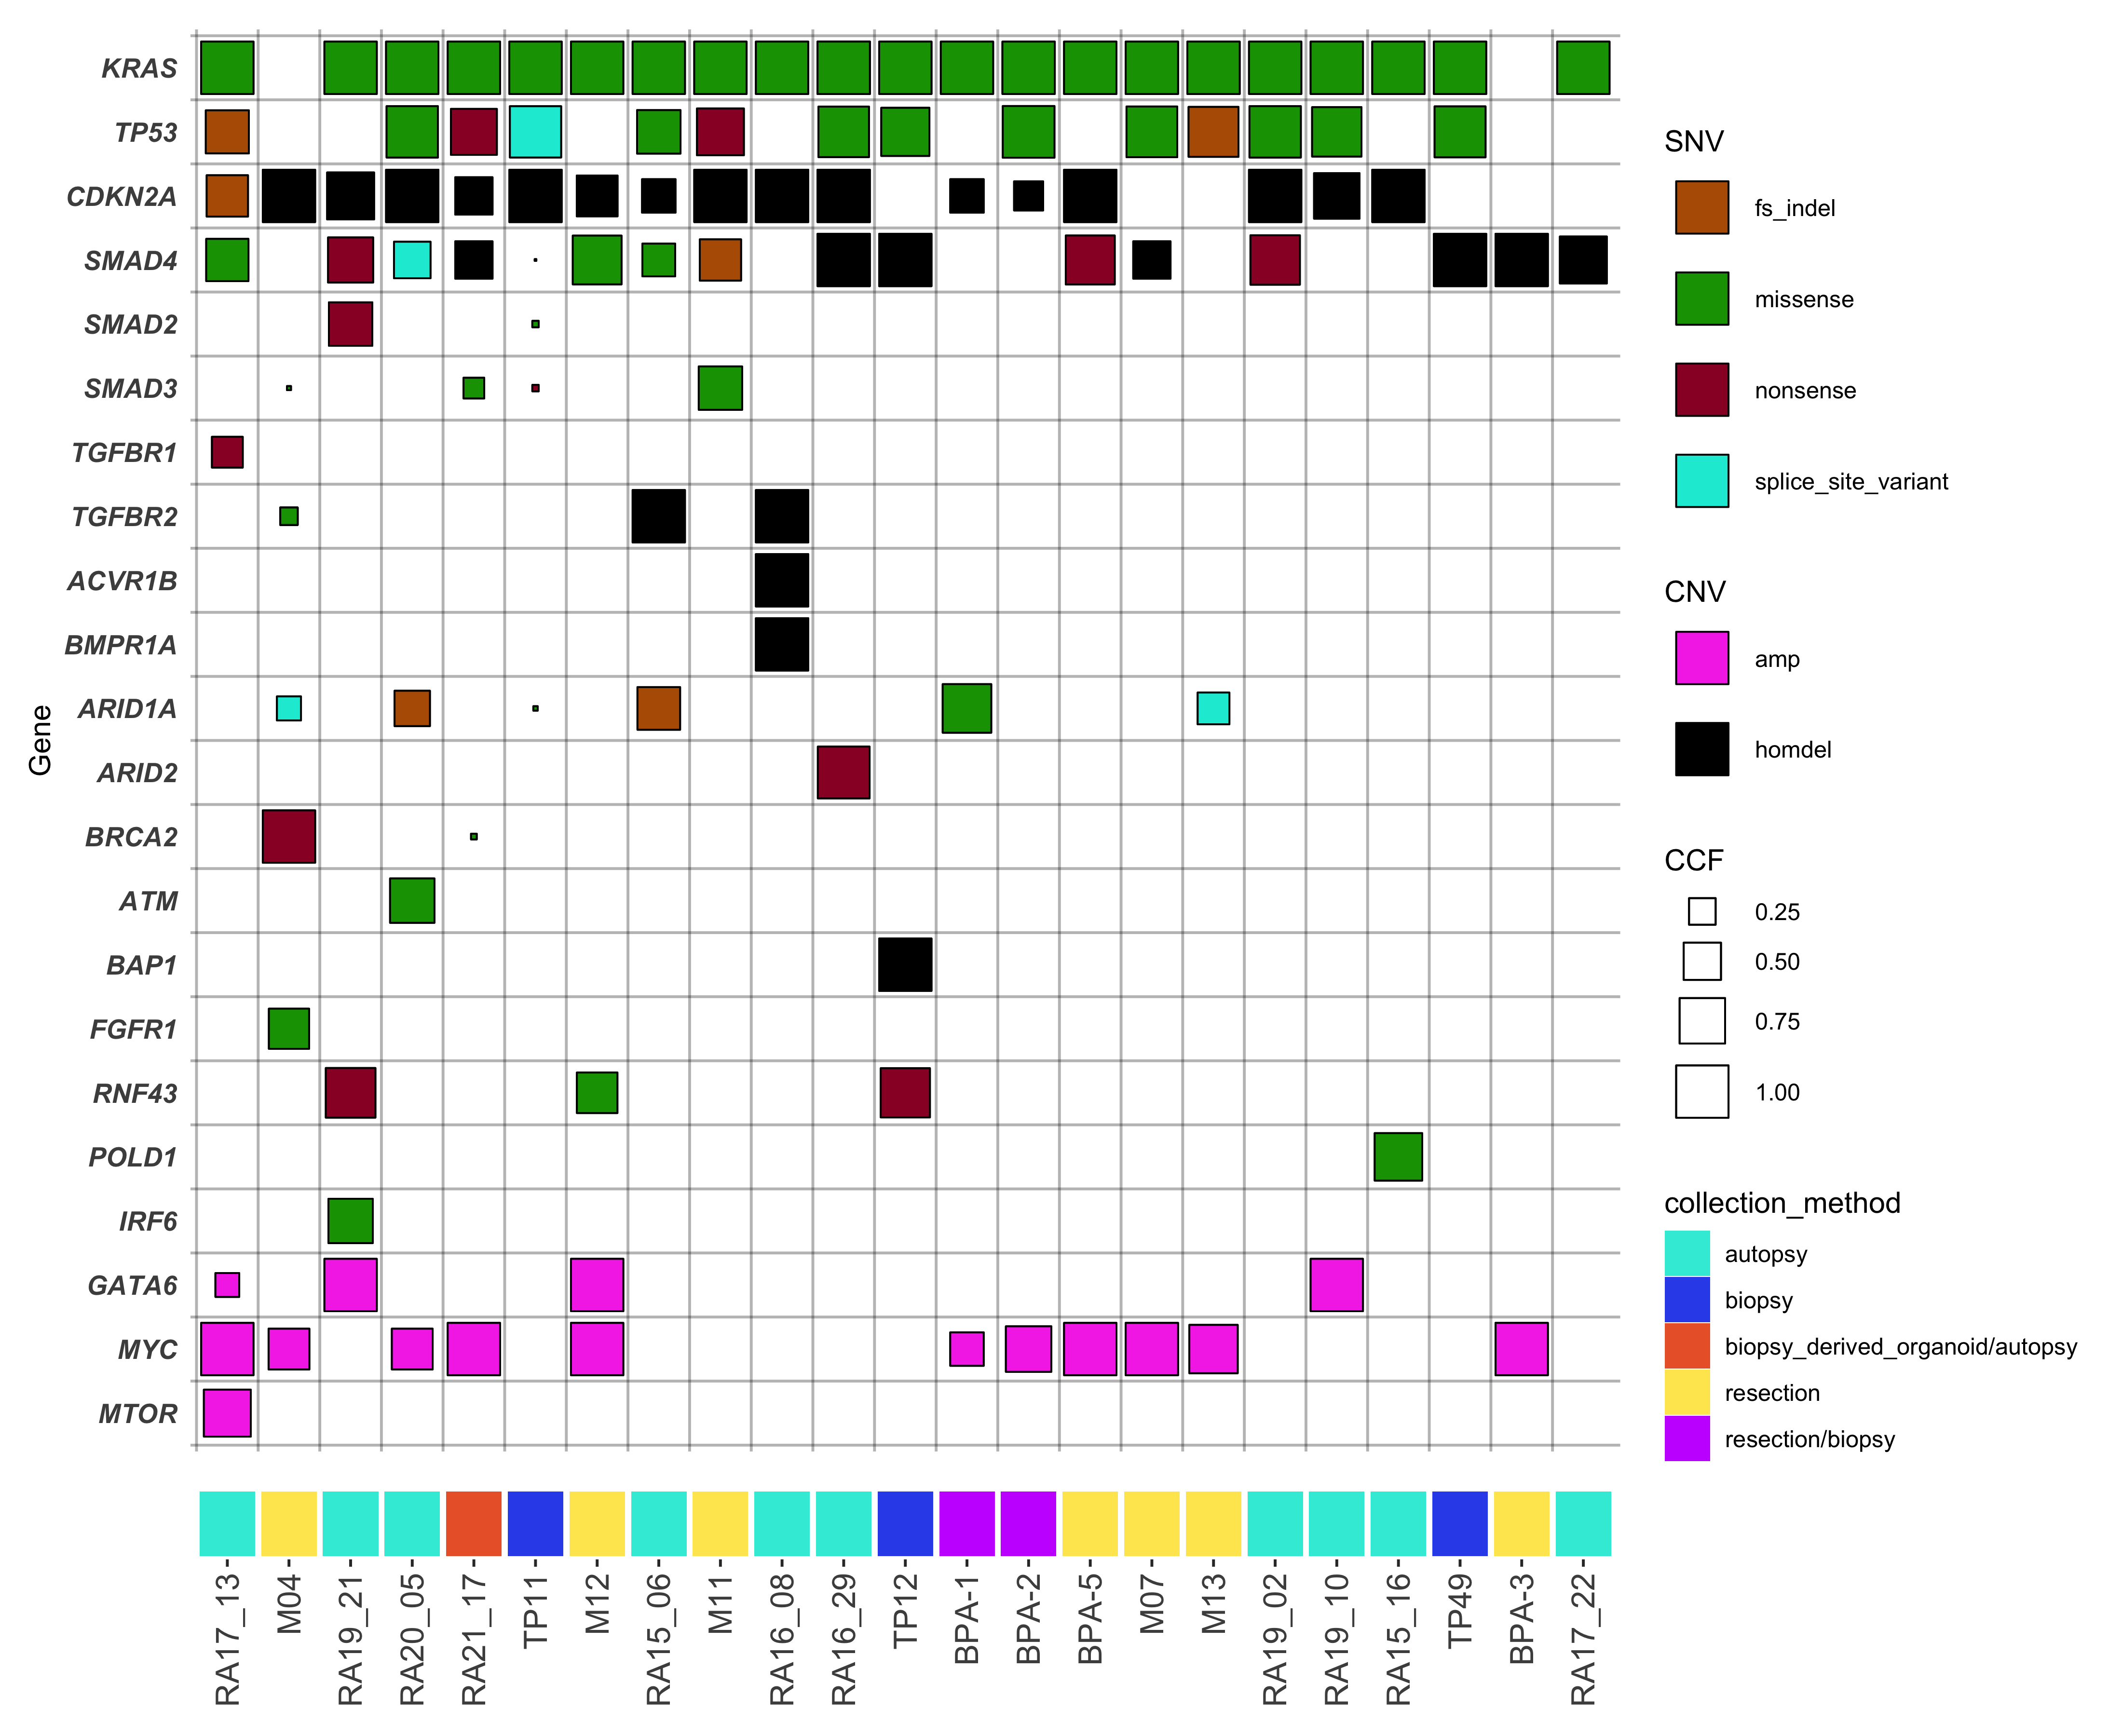 Gene
KRAS
TP53
CDKN2A
SMAD4
SMAD2
SMAD3
TGFBR1
TGFBR2
ACVR1B
BMPR1A
ARID1A
ARID2
BRCA2
ATM
BAP1
FGFR1
RNF43
POLD1
IRF6
GATA6
MYC
MTOR
RA17_13
M04
RA19_21
RA20_05
RA21_17
TP11
M12
RA15_06
M11
RA16_08
RA16_29
TP12
BPA-1
BPA-2
BPA-5
M07
M13
RA19_02
RA19_10
RA15_16
TP49
BPA-3
RA17_22
SNV
fs_indel
missense
nonsense
splice_site_variant
CNV
amp
homdel
CCF
0.25
0.50
0.75
1.00
collection_method
autopsy
biopsy
biopsy_derived_organoid/autopsy
resection
resection/biopsy